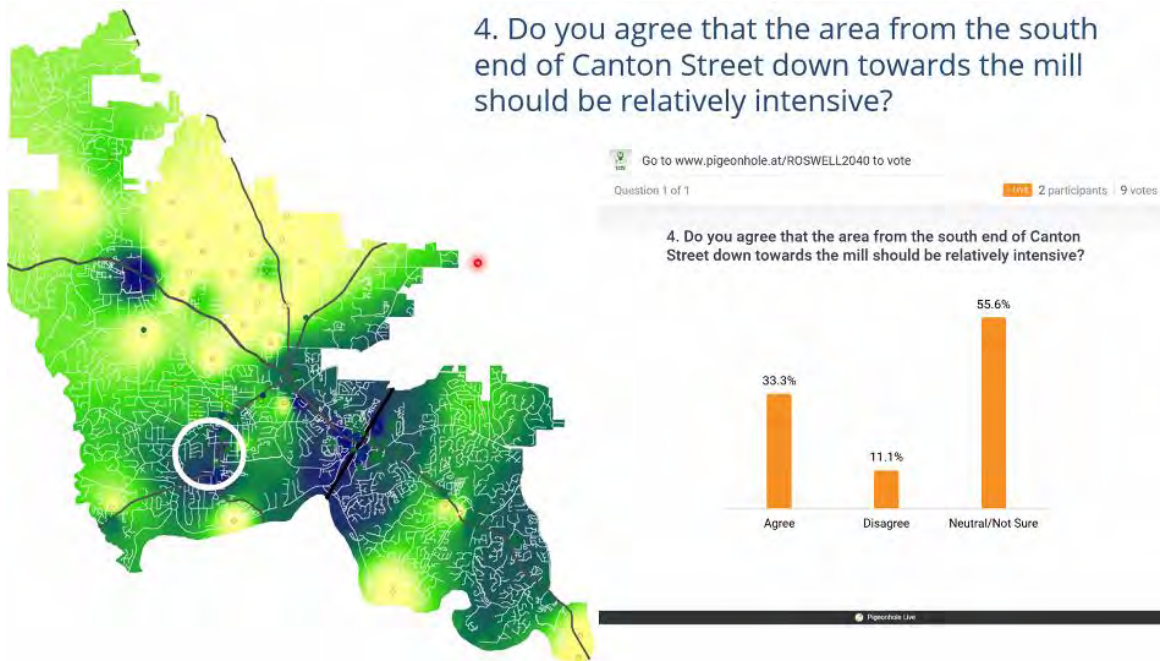 4. Do you agree that the area from the south
end of Canton Street down towards the mill
should be relatively intensive?
Go to www.pigeonhole.at/ROSWELL2040 to vote
Question 1 of 1
2 participants
9 votes
4. Do you agree that the area from the south end of Canton
Street down towards the mill should be relatively intensive?
55.6%
33.3%
11.1%
Agree
Disagree
Neutral/Not Sure
Pigeonhole Live